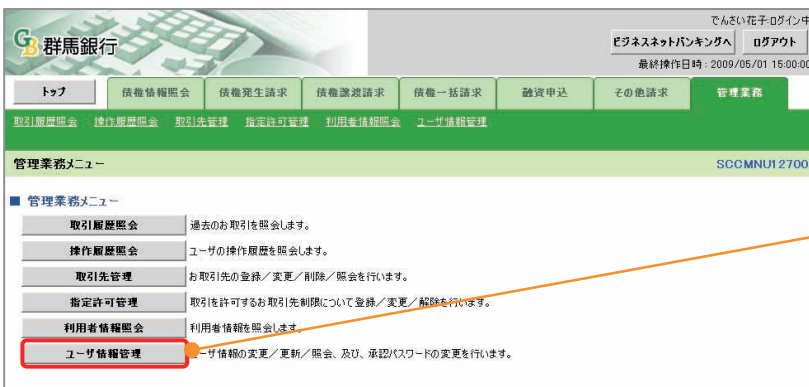 でんさい花子:ログイン中
GB 群馬銀行
ビジネスネットバンキングへ ログアウト
最終操作日時：2009/05/01 15:00:00
トップ 債権情報照会 債権発生請求 債権譲渡請求 債権一括請求 融資申込 その他請求 管理業務
取引履歴照会 操作履歴照会 取引先管理 指定許可管理 利用者情報照会 ユーザ情報管理
管理業務メニュー SCCMNU12700
■ 管理業務メニュー
取引履歴照会 過去のお取引を照会します。
操作履歴照会 ユーザの操作履歴を照会します。
取引先管理 お取引先の登録／変更／削除／照会を行います。
指定許可管理 取引を許可するお取引先制限について登録／変更／解除を行います。
利用者情報照会 利用者情報を照会します。
ユーザ情報管理 ユーザ情報の変更／更新／照会、及び、承認パスワードの変更を行います。